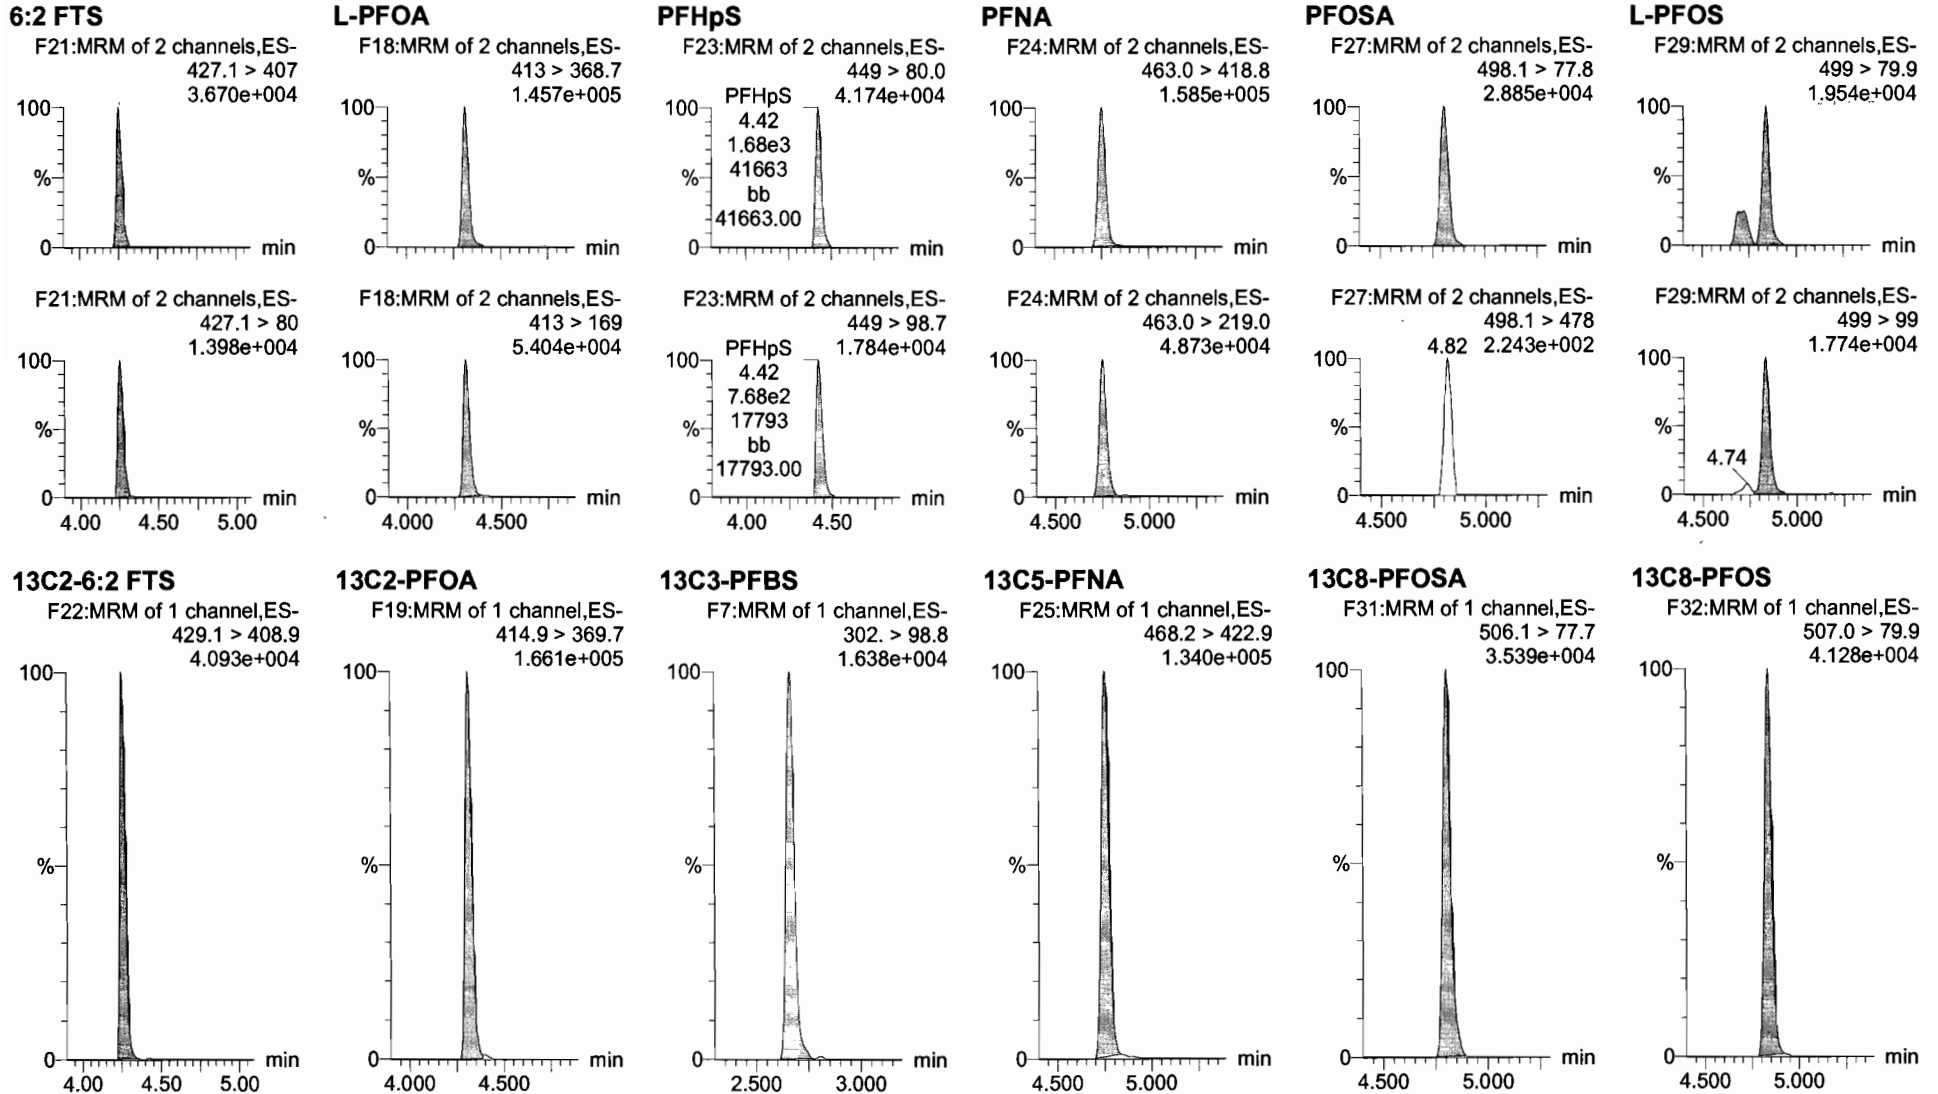 6:2 FTS
F21:MRM of 2 channels,ES-
427.1 > 407
3.670e+004
100
%
0
min
L-PFOA
F18:MRM of 2 channels,ES-
413 > 368.7
1.457e+005
100
%
0
min
PFHpS
F23:MRM of 2 channels,ES-
449 > 80.0
4.174e+004
PFHpS
4.42
1.68e3
41663
bb
41663.00
100
%
0
min
PFNA
F24:MRM of 2 channels,ES-
463.0 > 418.8
1.585e+005
100
%
0
min
PFOSA
F27:MRM of 2 channels,ES-
498.1 > 77.8
2.885e+004
100
%
0
min
L-PFOS
F29:MRM of 2 channels,ES-
499 > 79.9
1.954e+004
100
%
0
min
F21:MRM of 2 channels,ES-
427.1 > 80
1.398e+004
100
%
0
min
4.00 4.50 5.00
F18:MRM of 2 channels,ES-
413 > 169
5.404e+004
100
%
0
min
4.000 4.500
F23:MRM of 2 channels,ES-
449 > 98.7
1.784e+004
PFHpS
4.42
7.68e2
17793
bb
17793.00
100
%
0
min
4.00 4.50
F24:MRM of 2 channels,ES-
463.0 > 219.0
4.873e+004
100
%
0
min
4.500 5.000
F27:MRM of 2 channels,ES-
498.1 > 478
4.82 2.243e+002
100
%
0
min
4.500 5.000
F29:MRM of 2 channels,ES-
499 > 99
1.774e+004
100
%
4.74
0
min
4.500 5.000
13C2-6:2 FTS
F22:MRM of 1 channel,ES-
429.1 > 408.9
4.093e+004
100
%
0
min
4.00 4.50 5.00
13C2-PFOA
F19:MRM of 1 channel,ES-
414.9 > 369.7
1.661e+005
100
%
0
min
4.000 4.500
13C3-PFBS
F7:MRM of 1 channel,ES-
302. > 98.8
1.638e+004
100
%
0
min
2.500 3.000
13C5-PFNA
F25:MRM of 1 channel,ES-
468.2 > 422.9
1.340e+005
100
%
0
min
4.500 5.000
13C8-PFOSA
F31:MRM of 1 channel,ES-
506.1 > 77.7
3.539e+004
100
%
0
min
4.500 5.000
13C8-PFOS
F32:MRM of 1 channel,ES-
507.0 > 79.9
4.128e+004
100
%
0
min
4.500 5.000